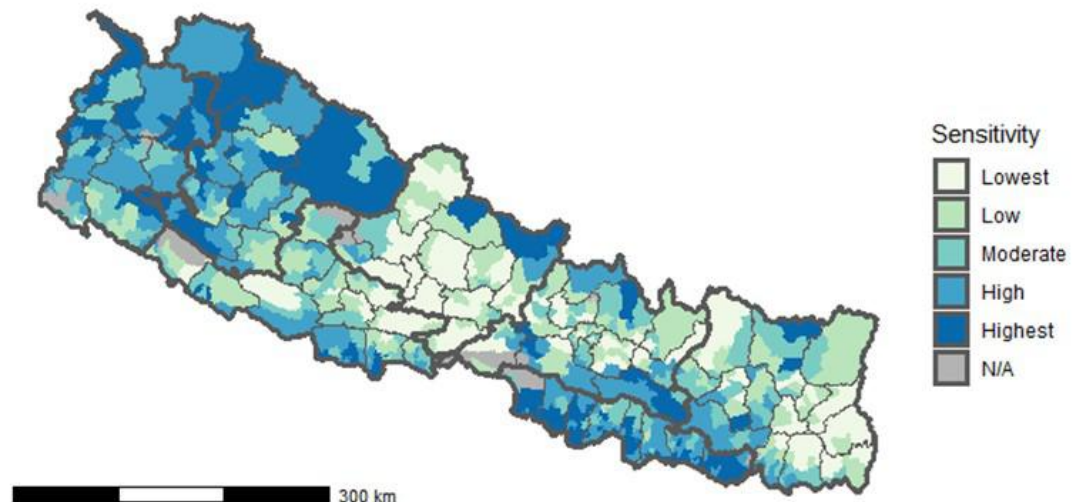 Sensitivity
Lowest
Low
Moderate
High
Highest
N/A
300 km